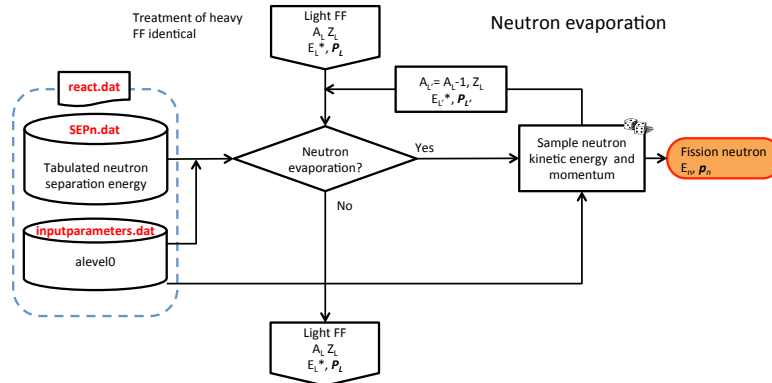 Treatment of heavy
FF identical
Neutron evaporation
Light FF
A_L Z_L
E_L*, P_L
A_L'= A_L-1, Z_L
E_L'*, P_L'
react.dat
SEPn.dat
Tabulated neutron
separation energy
inputparameters.dat
alevel0
Neutron
evaporation?
Yes
No
Sample neutron
kinetic energy and
momentum
Fission neutron
E_n, p_n
Light FF
A_L Z_L
E_L*, P_L